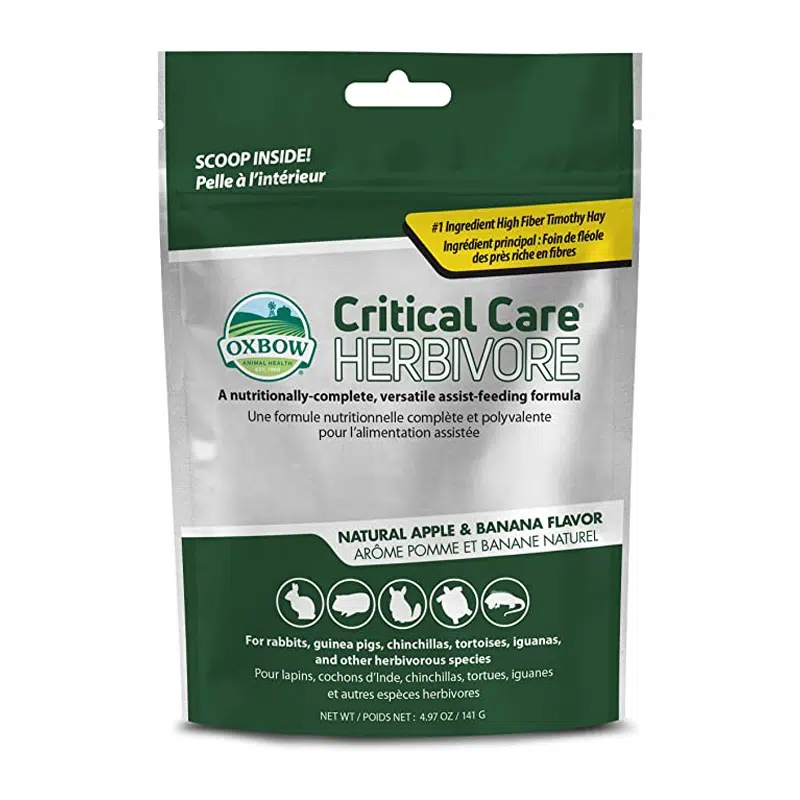 SCOOP INSIDE!
Pelle à l'intérieur
#1 Ingredient High Fiber Timothy Hay
Ingrédient principal : Foin de fléole
des près riche en fibres
OXBOW
ANIMAL HEALTH
EST. 1980
Critical Care®
HERBIVORE
A nutritionally-complete, versatile assist-feeding formula
Une formule nutritionnelle complète et polyvalente
pour l'alimentation assistée
NATURAL APPLE & BANANA FLAVOR
ARÔME POMME ET BANANE NATUREL
For rabbits, guinea pigs, chinchillas, tortoises, iguanas,
and other herbivorous species
Pour lapins, cochons d'Inde, chinchillas, tortues, iguanes
et autres espèces herbivores
NET WT / POIDS NET : 4.97 OZ / 141 G